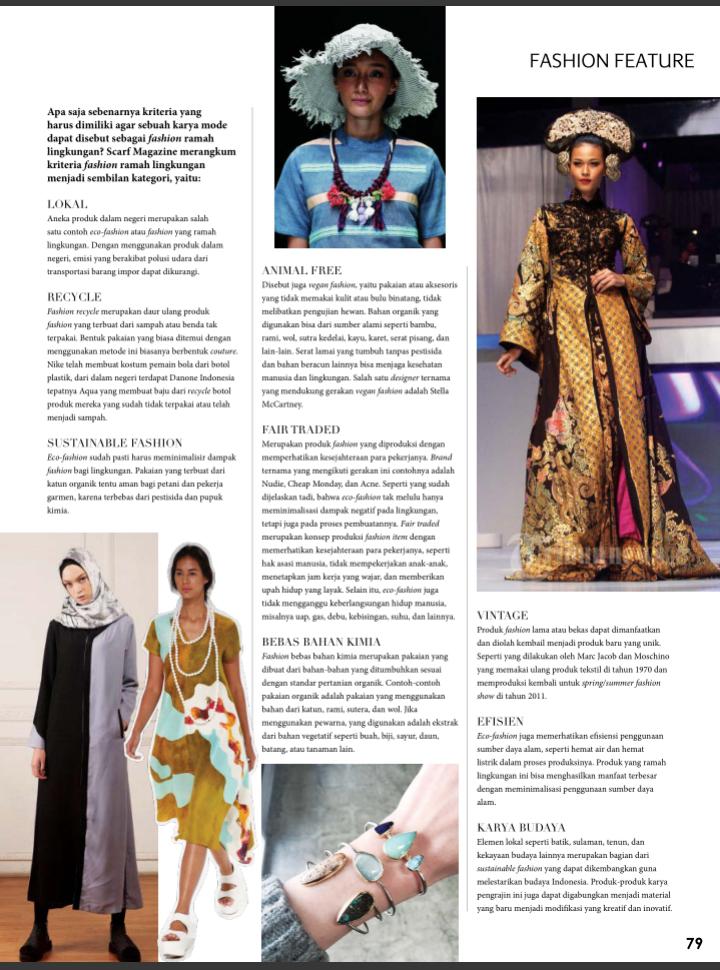 FASHION FEATURE
Apa saja sebenarnya kriteria yang
harus dimiliki agar sebuah karya mode
dapat disebut sebagai fashion ramah
lingkungan? Scarf Magazine merangkum
kriteria fashion ramah lingkungan
menjadi sembilan kategori, yaitu:
LOKAL
Aneka produk dalam negeri merupakan salah
satu contoh eco-fashion atau fashion yang ramah
lingkungan. Dengan menggunakan produk dalam
negeri, emisi yang berakibat polusi udara dari
transportasi barang impor dapat dikurangi.
RECYCLE
Fashion recycle merupakan daur ulang produk
fashion yang terbuat dari sampah atau benda tak
terpakai. Bentuk pakaian yang biasa ditemui dengan
menggunakan metode ini biasanya berbentuk couture.
Nike telah membuat kostum pemain bola dari botol
plastik, dari dalam negeri terdapat Danone Indonesia
tepatnya Aqua yang membuat baju dari recycle botol
produk mereka yang sudah tidak terpakai atau telah
menjadi sampah.
SUSTAINABLE FASHION
Eco-fashion sudah pasti harus meminimalisir dampak
fashion bagi lingkungan. Pakaian yang terbuat dari
katun organik tentu aman bagi petani dan pekerja
garmen, karena terbebas dari pestisida dan pupuk
kimia.
ANIMAL FREE
Disebut juga vegan fashion, yaitu pakaian atau aksesoris
yang tidak memakai kulit atau bulu binatang, tidak
melibatkan pengujian hewan. Bahan organik yang
digunakan bisa dari sumber alami seperti bambu,
rami, wol, sutra kedelai, kayu, karet, serat pisang, dan
lain-lain. Serat lamai yang tumbuh tanpas pestisida
dan bahan beracun lainnya bisa menjaga kesehatan
manusia dan lingkungan. Salah satu designer ternama
yang mendukung gerakan vegan fashion adalah Stella
McCartney.
FAIR TRADED
Merupakan produk fashion yang diproduksi dengan
memperhatikan kesejahteraan para pekerjanya. Brand
ternama yang mengikuti gerakan ini contohnya adalah
Nudie, Cheap Monday, dan Acne. Seperti yang sudah
dijelaskan tadi, bahwa eco-fashion tak melulu hanya
meminimalisasi dampak negatif pada lingkungan,
tetapi juga pada proses pembuatannya. Fair traded
merupakan konsep produksi fashion item dengan
memerhatikan kesejahteraan para pekerjanya, seperti
hak asasi manusia, tidak mempekerjakan anak-anak,
menetapkan jam kerja yang wajar, dan memberikan
upah hidup yang layak. Selain itu, eco-fashion juga
tidak mengganggu keberlangsungan hidup manusia,
misalnya uap, gas, debu, kebisingan, suhu, dan lainnya.
BEBAS BAHAN KIMIA
Fashion bebas bahan kimia merupakan pakaian yang
dibuat dari bahan-bahan yang ditumbuhkan sesuai
dengan standar pertanian organik. Contoh-contoh
pakaian organik adalah pakaian yang menggunakan
bahan dari katun, rami, sutera, dan wol. Jika
menggunakan pewarna, yang digunakan adalah ekstrak
dari bahan vegetatif seperti buah, biji, sayur, daun,
batang, atau tanaman lain.
VINTAGE
Produk fashion lama atau bekas dapat dimanfaatkan
dan diolah kembali menjadi produk baru yang unik.
Seperti yang dilakukan oleh Marc Jacob dan Moschino
yang memakai ulang produk tekstil di tahun 1970 dan
memproduksi kembali untuk spring/summer fashion
show di tahun 2011.
EFISIEN
Eco-fashion juga memerhatikan efisiensi penggunaan
sumber daya alam, seperti hemat air dan hemat
listrik dalam proses produksinya. Produk yang ramah
lingkungan ini bisa menghasilkan manfaat terbesar
dengan meminimalisasi penggunaan sumber daya
alam.
KARYA BUDAYA
Elemen lokal seperti batik, sulaman, tenun, dan
kekayaan budaya lainnya merupakan bagian dari
sustainable fashion yang dapat dikembangkan guna
melestarikan budaya Indonesia. Produk-produk karya
pengrajin ini juga dapat digabungkan menjadi material
yang baru menjadi modifikasi yang kreatif dan inovatif.
79